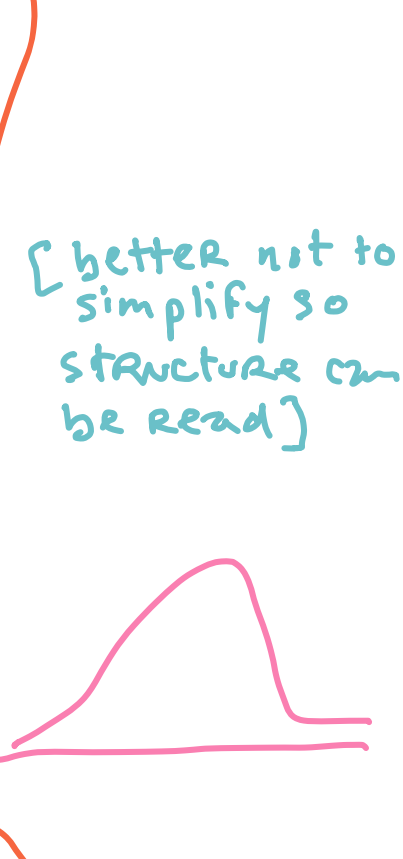 [better not to
simplify so
structure can
be read]